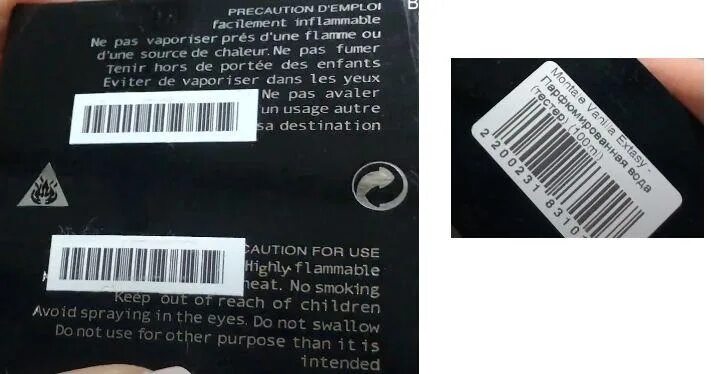 B
PRECAUTION D'EMPLOI
facilement inflammable
Ne pas vaporiser prés d'une flamme ou
d'une source de chaleur. Ne pas fumer
Tenir hors de portée des enfants
Eviter de vaporiser dans les yeux
Ne pas avaler
un usage autre
sa destination
CAUTION FOR USE
Highly flammable
heat. No smoking
Keep out of reach of children
Avoid spraying in the eyes. Do not swallow
Do not use for other purpose than it is
intended
Montale Vanilla Extasy -
Парфюмированная вода
(тестер) (100ml)
2200231 8310